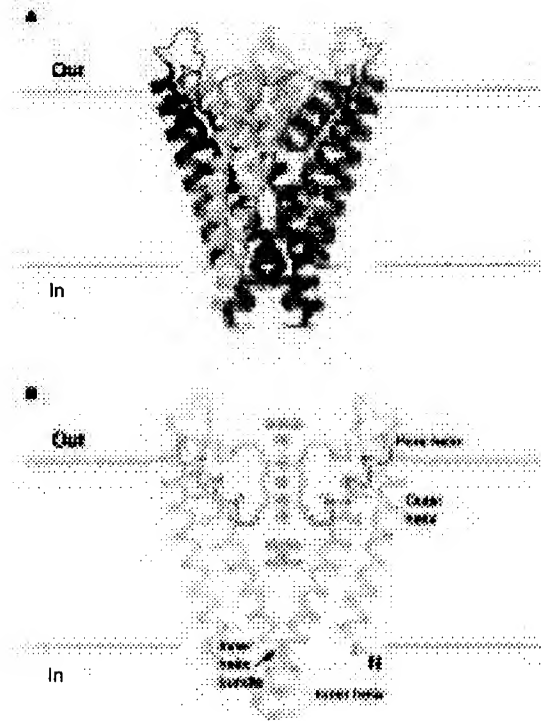 A
Out
In
B
Out
Pore helix
Outer
helix
Inner
helix
bundle
Inner helix
In